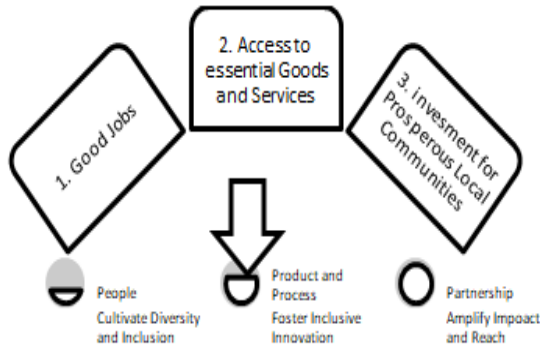 2. Access to
essential Goods
and Services
1. Good Jobs
3. invesment for
Prosperous Local
Communities
People
Cultivate Diversity
and Inclusion
Product and
Process
Foster Inclusive
Innovation
Partnership
Amplify Impoact
and Reach